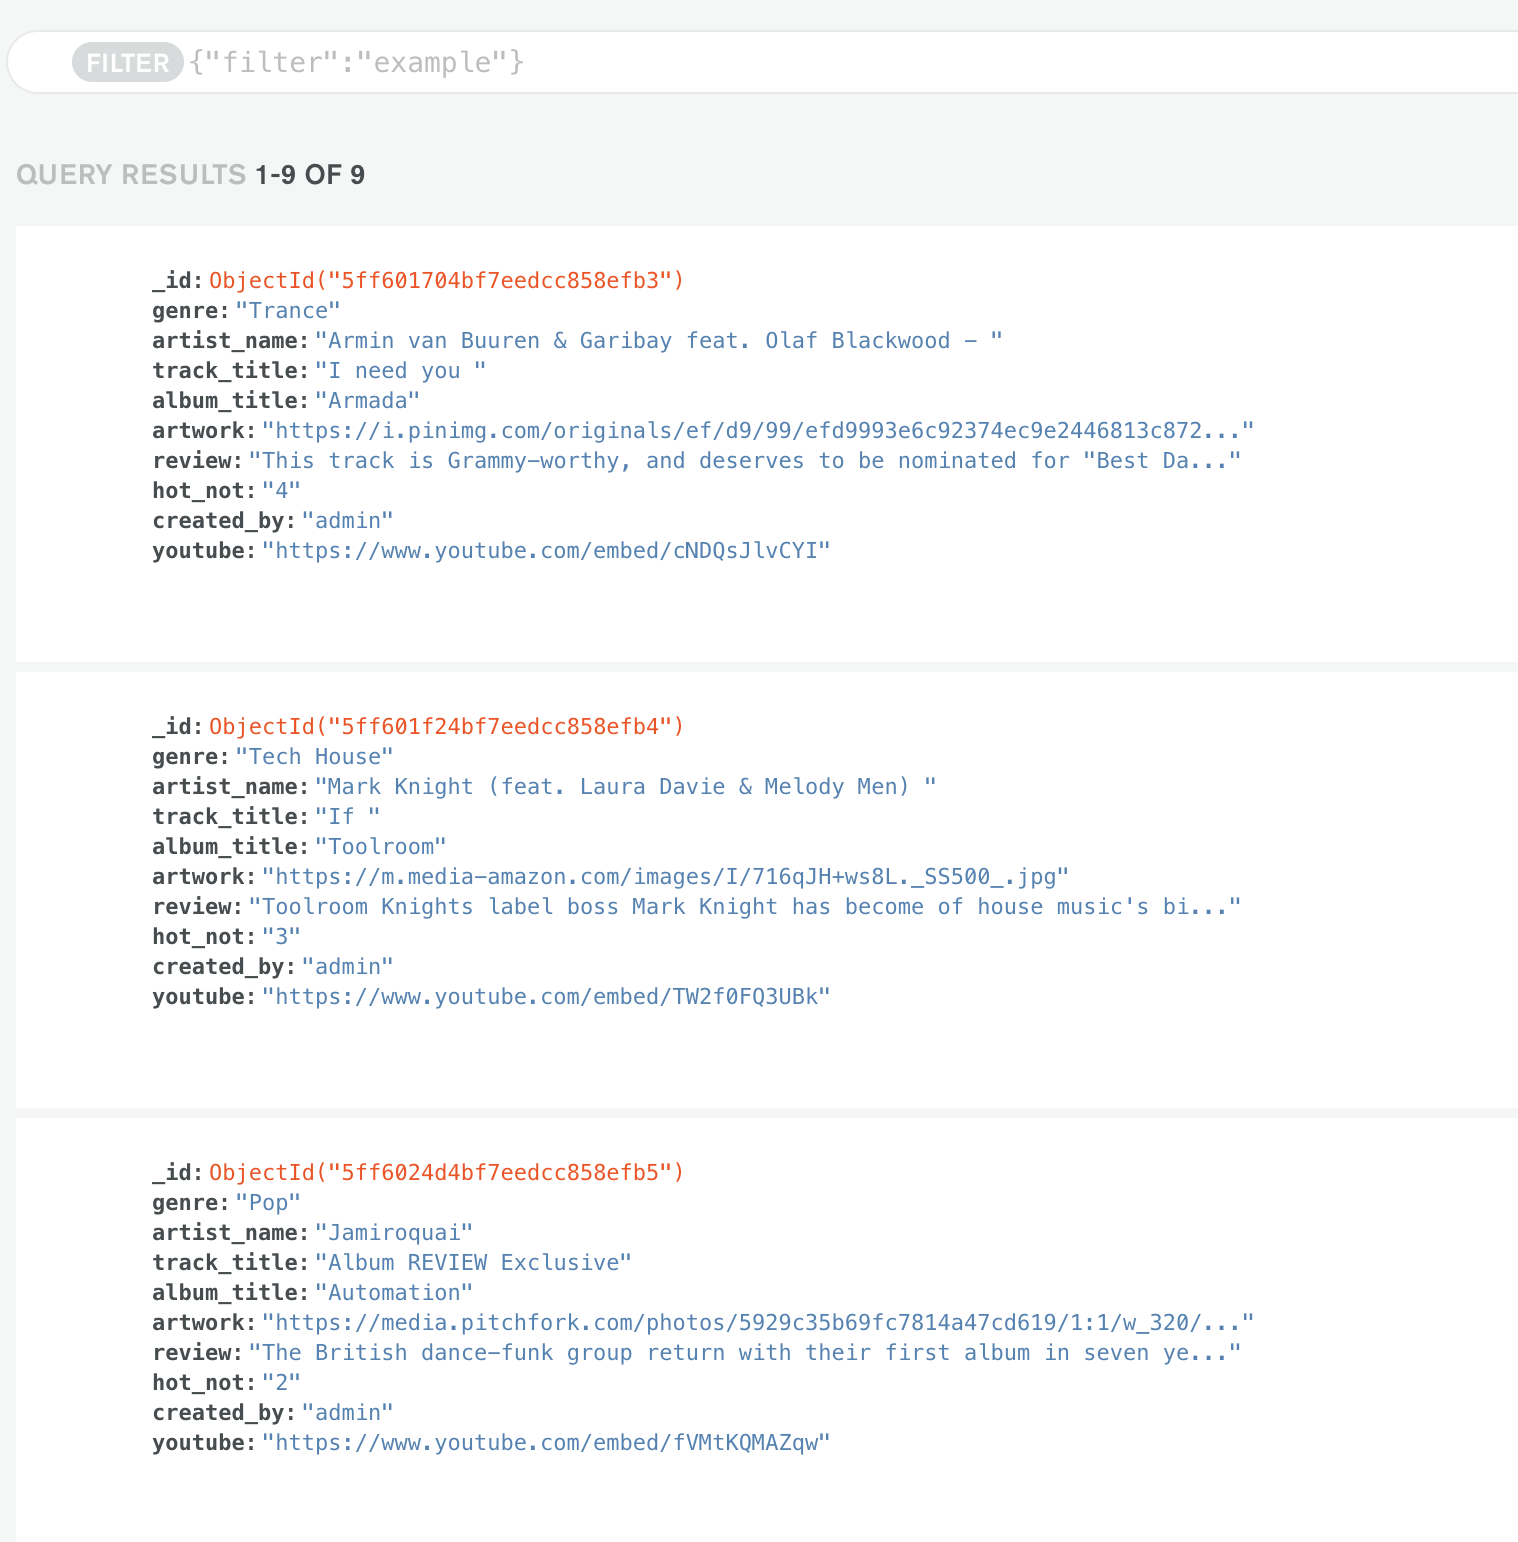 FILTER {"filter":"example"}
QUERY RESULTS 1-9 OF 9
_id: ObjectId("5ff601704bf7eedcc858efb3")
genre: "Trance"
artist_name: "Armin van Buuren & Garibay feat. Olaf Blackwood - "
track_title: "I need you "
album_title: "Armada"
artwork: "https://i.pinimg.com/originals/ef/d9/99/efd9993e6c92374ec9e2446813c872..."
review: "This track is Grammy-worthy, and deserves to be nominated for "Best Da..."
hot_not: "4"
created_by: "admin"
youtube: "https://www.youtube.com/embed/cNDQsJlvCYI"
_id: ObjectId("5ff601f24bf7eedcc858efb4")
genre: "Tech House"
artist_name: "Mark Knight (feat. Laura Davie & Melody Men) "
track_title: "If "
album_title: "Toolroom"
artwork: "https://m.media-amazon.com/images/I/716qJH+ws8L._SS500_.jpg"
review: "Toolroom Knights label boss Mark Knight has become of house music's bi..."
hot_not: "3"
created_by: "admin"
youtube: "https://www.youtube.com/embed/TW2f0FQ3UBk"
_id: ObjectId("5ff6024d4bf7eedcc858efb5")
genre: "Pop"
artist_name: "Jamiroquai"
track_title: "Album REVIEW Exclusive"
album_title: "Automation"
artwork: "https://media.pitchfork.com/photos/5929c35b69fc7814a47cd619/1:1/w_320/..."
review: "The British dance-funk group return with their first album in seven ye..."
hot_not: "2"
created_by: "admin"
youtube: "https://www.youtube.com/embed/fVMtKQMAZqw"